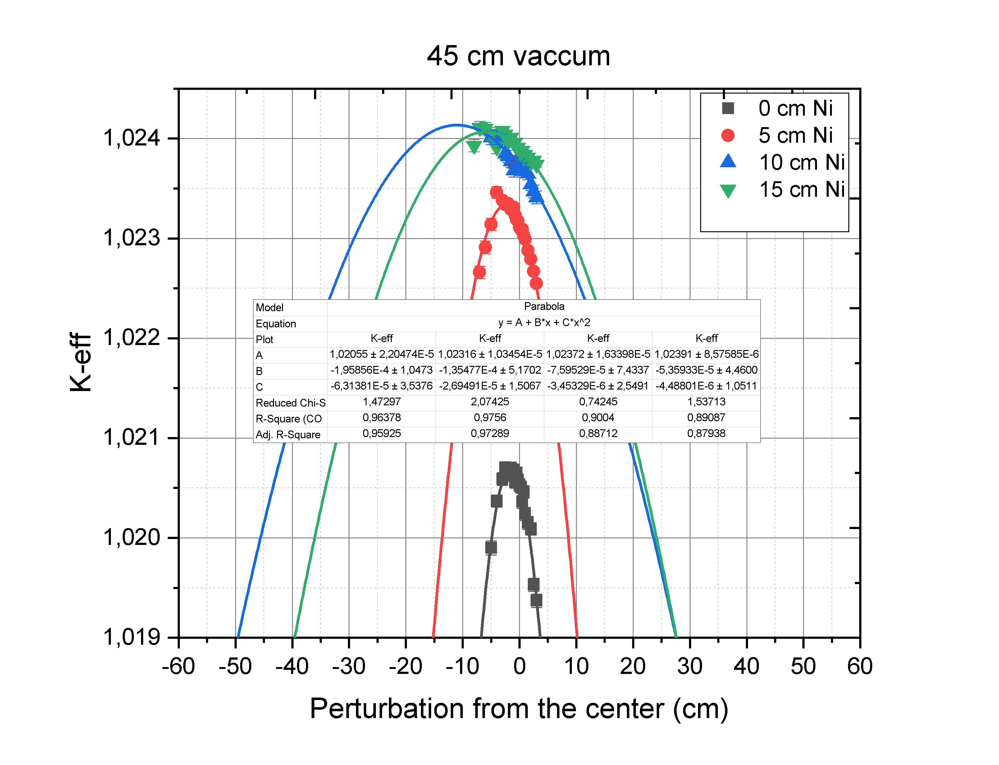 45 cm vaccum
0 cm Ni
5 cm Ni
10 cm Ni
15 cm Ni
K-eff
1,024
1,023
1,022
1,021
1,020
1,019
Model Parabola
Equation y = A + B*x + C*x^2
Plot K-eff K-eff K-eff K-eff
A 1,02055 ± 2,20474E-5 1,02316 ± 1,03454E-5 1,02372 ± 1,63398E-5 1,02391 ± 8,57585E-6
B -1,95856E-4 ± 1,0473 -1,35477E-4 ± 5,1702 -7,59529E-5 ± 7,4337 -5,35933E-5 ± 4,4600
C -6,31381E-5 ± 3,5376 -2,69491E-5 ± 1,5067 -3,45329E-6 ± 2,5491 -4,48801E-6 ± 1,0511
Reduced Chi-S 1,47297 2,07425 0,74245 1,53713
R-Square (CO 0,96378 0,9756 0,9004 0,89087
Adj. R-Square 0,95925 0,97289 0,88712 0,87938
-60 -50 -40 -30 -20 -10 0 10 20 30 40 50 60
Perturbation from the center (cm)